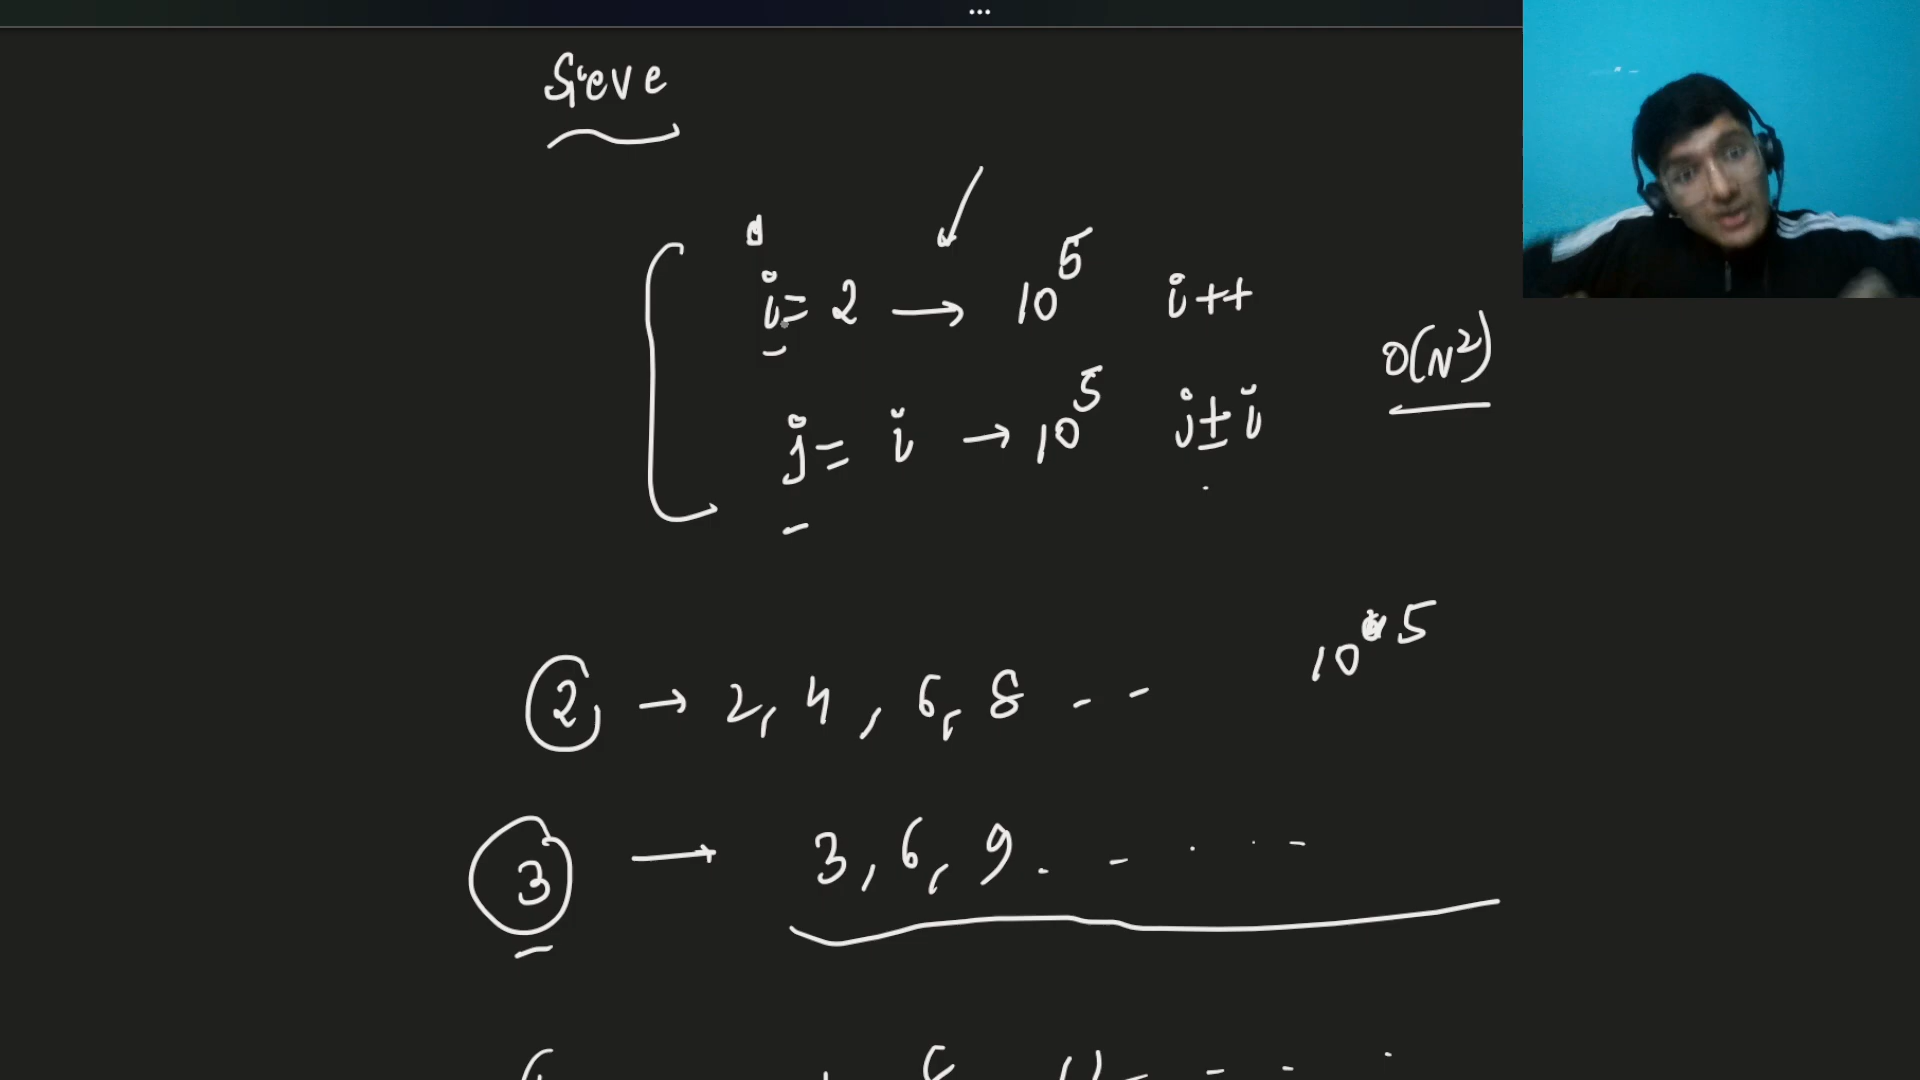 Sieve
i = 2 → 10^5 i++
O(N^2)
j = i → 10^5 j += i
10^5
2 → 2, 4, 6, 8 - -
3 → 3, 6, 9 . - . . -